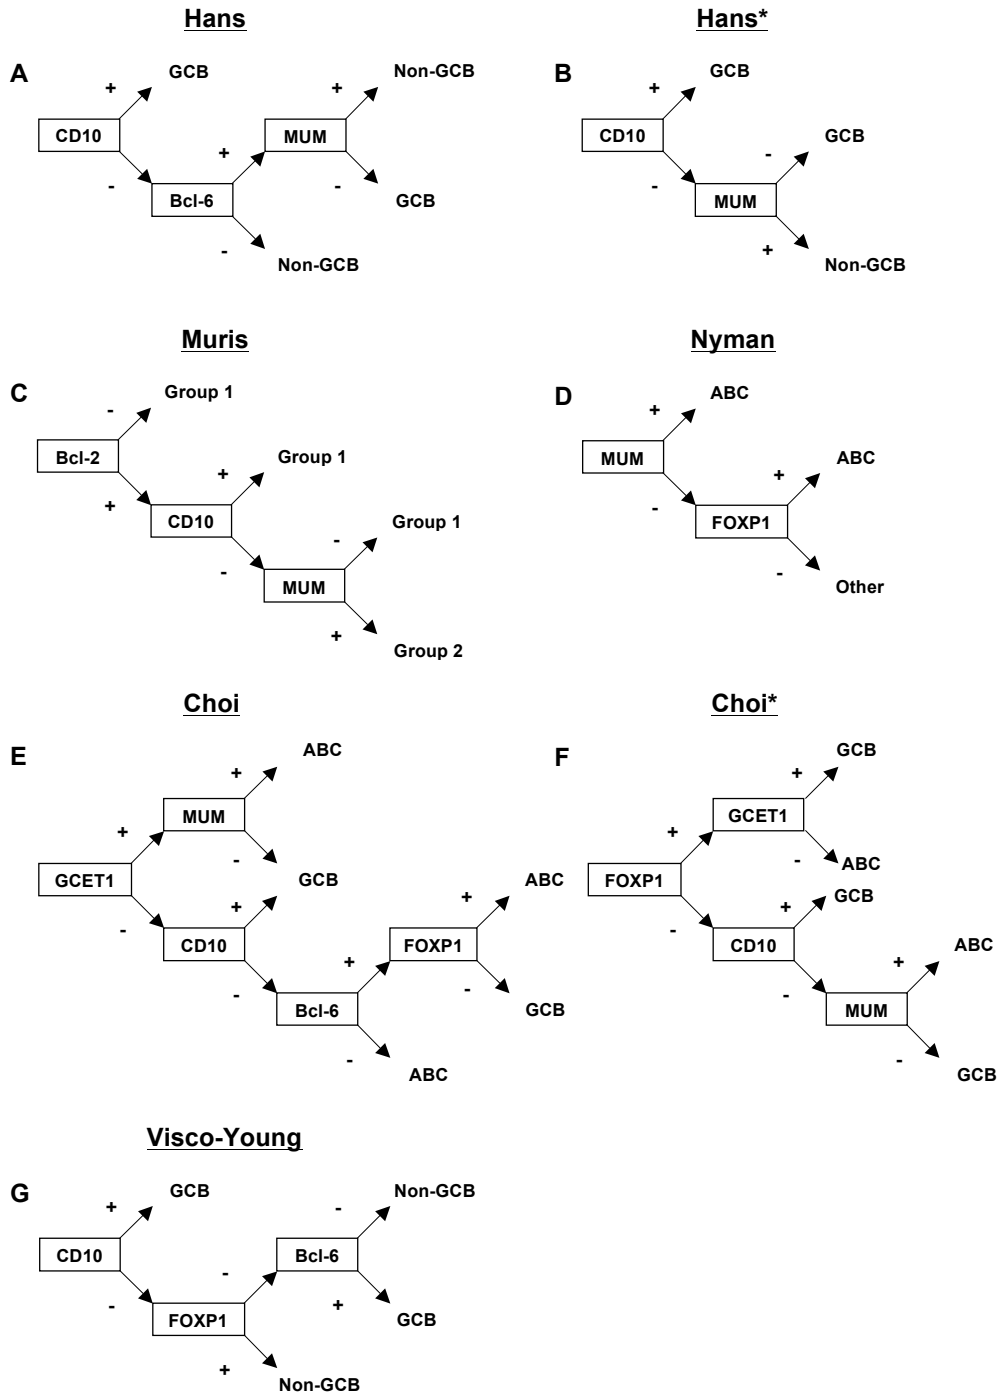 Hans
Hans*
A
GCB
+
CD10
-
Bcl-6
+
MUM
+
Non-GCB
-
GCB
-
Non-GCB
B
GCB
+
CD10
-
MUM
-
GCB
+
Non-GCB
Muris
Nyman
C
Group 1
-
Bcl-2
+
CD10
+
Group 1
-
MUM
-
Group 1
+
Group 2
D
ABC
+
MUM
-
FOXP1
+
ABC
-
Other
Choi
Choi*
E
ABC
+
MUM
+
-
GCB
GCET1
-
CD10
+
-
Bcl-6
+
FOXP1
+
ABC
-
GCB
-
ABC
F
GCB
+
GCET1
+
-
ABC
FOXP1
-
CD10
+
GCB
-
MUM
+
ABC
-
GCB
Visco-Young
G
GCB
+
CD10
-
FOXP1
-
Bcl-6
-
Non-GCB
+
GCB
+
Non-GCB